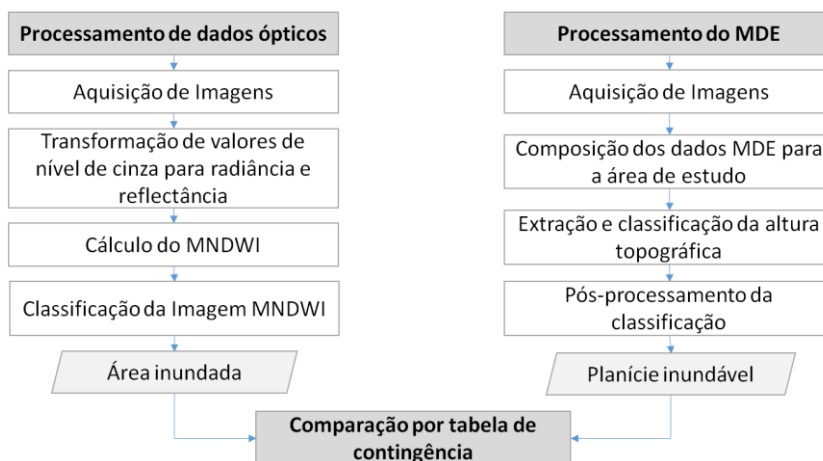 Processamento de dados ópticos
Aquisição de Imagens
Transformação de valores de
nível de cinza para radiância e
reflectância
Cálculo do MNDWI
Classificação da Imagem MNDWI
Área inundada
Processamento do MDE
Aquisição de Imagens
Composição dos dados MDE para
a área de estudo
Extração e classificação da altura
topográfica
Pós-processamento da
classificação
Planície inundável
Comparação por tabela de
contingência